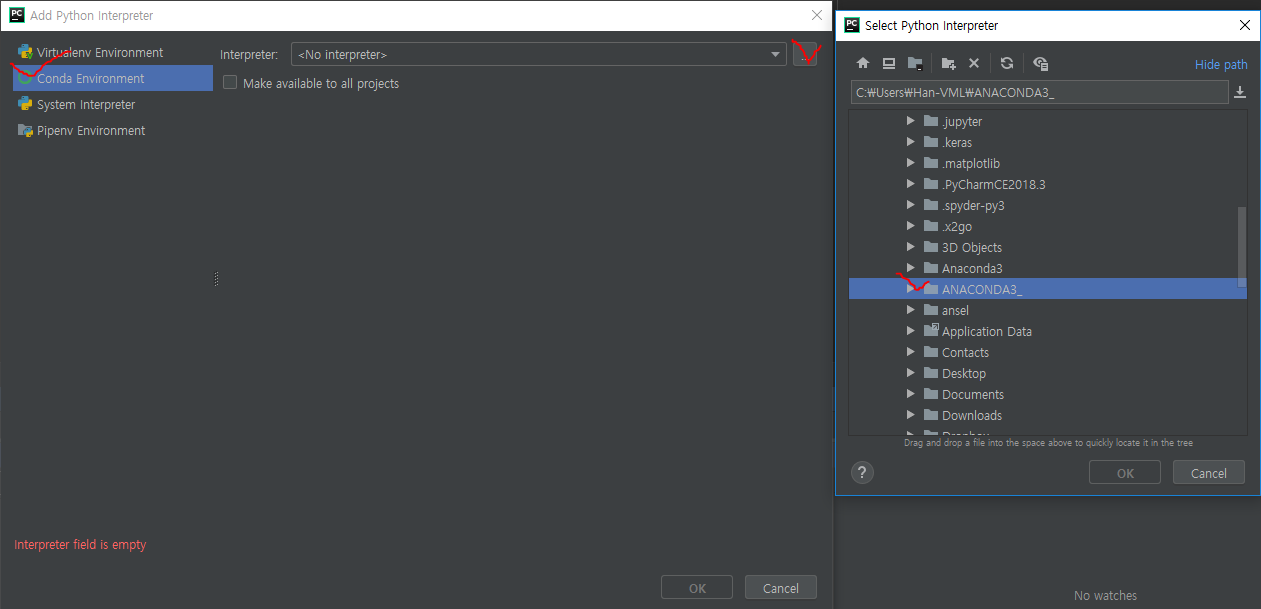 Add Python Interpreter
Virtualenv Environment
Conda Environment
System Interpreter
Pipenv Environment
Interpreter:
<No interpreter>
...
Make available to all projects
Interpreter field is empty
OK
Cancel
Select Python Interpreter
Hide path
C:₩Users₩Han-VML₩ANACONDA3_
.jupyter
.keras
.matplotlib
.PyCharmCE2018.3
.spyder-py3
.x2go
3D Objects
Anaconda3
ANACONDA3_
ansel
Application Data
Contacts
Desktop
Documents
Downloads
Dropbox
Drag and drop a file into the space above to quickly locate it in the tree
?
OK
Cancel
No watches